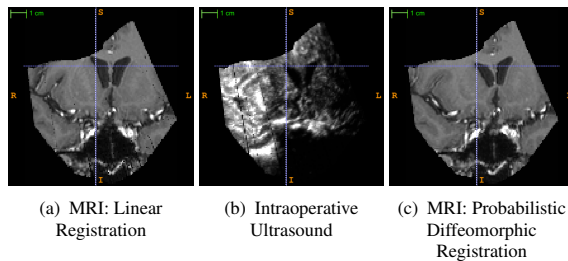 1 cm S
R L
I
1 cm S
R L
I
1 cm S
R
I
(a) MRI: Linear
Registration
(b) Intraoperative
Ultrasound
(c) MRI: Probabilistic
Diffeomorphic
Registration